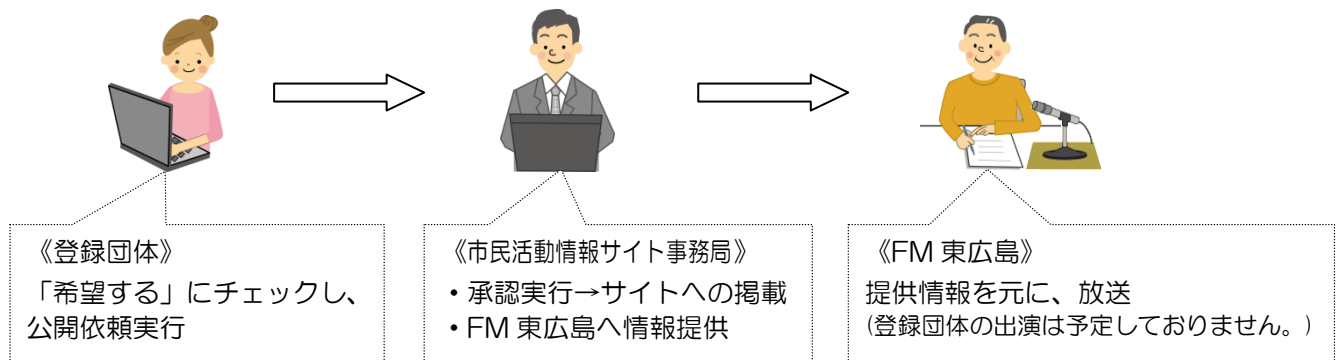 《登録団体》
「希望する」にチェックし、
公開依頼実行
《市民活動情報サイト事務局》
・承認実行→サイトへの掲載
・FM 東広島へ情報提供
《FM 東広島》
提供情報を元に、放送
(登録団体の出演は予定しておりません。)